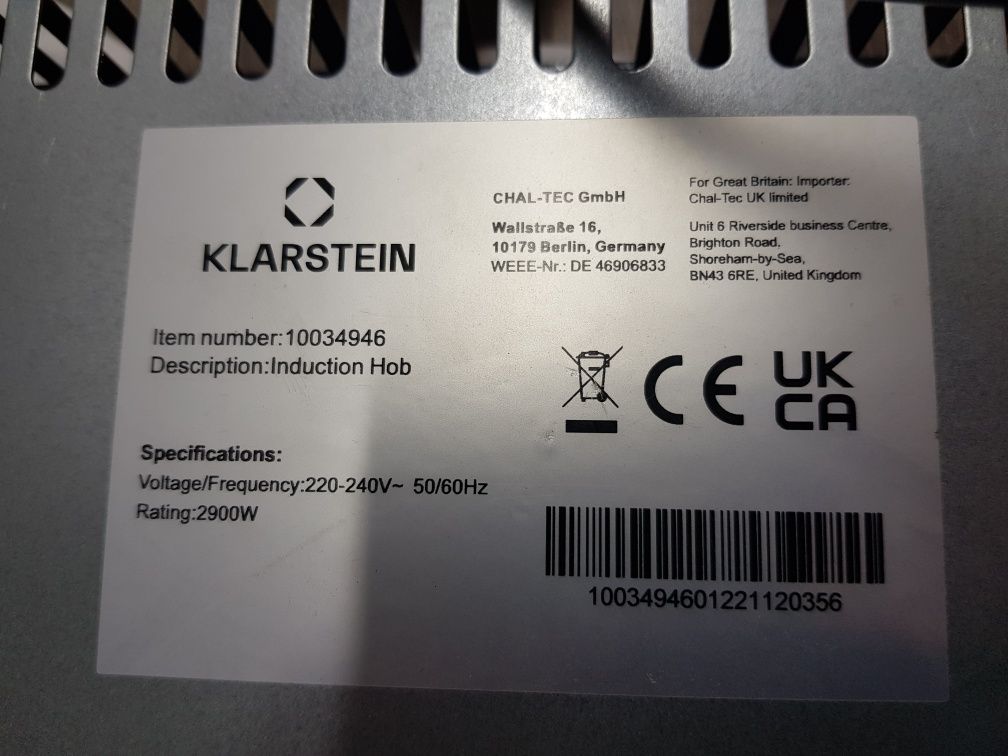 KLARSTEIN
CHAL-TEC GmbH
Wallstraße 16,
10179 Berlin, Germany
WEEE-Nr.: DE 46906833
For Great Britain: Importer:
Chal-Tec UK limited
Unit 6 Riverside business Centre,
Brighton Road,
Shoreham-by-Sea,
BN43 6RE, United Kingdom
Item number:10034946
Description:Induction Hob
CE
UK
CA
Specifications:
Voltage/Frequency:220-240V~ 50/60Hz
Rating:2900W
1003494601221120356